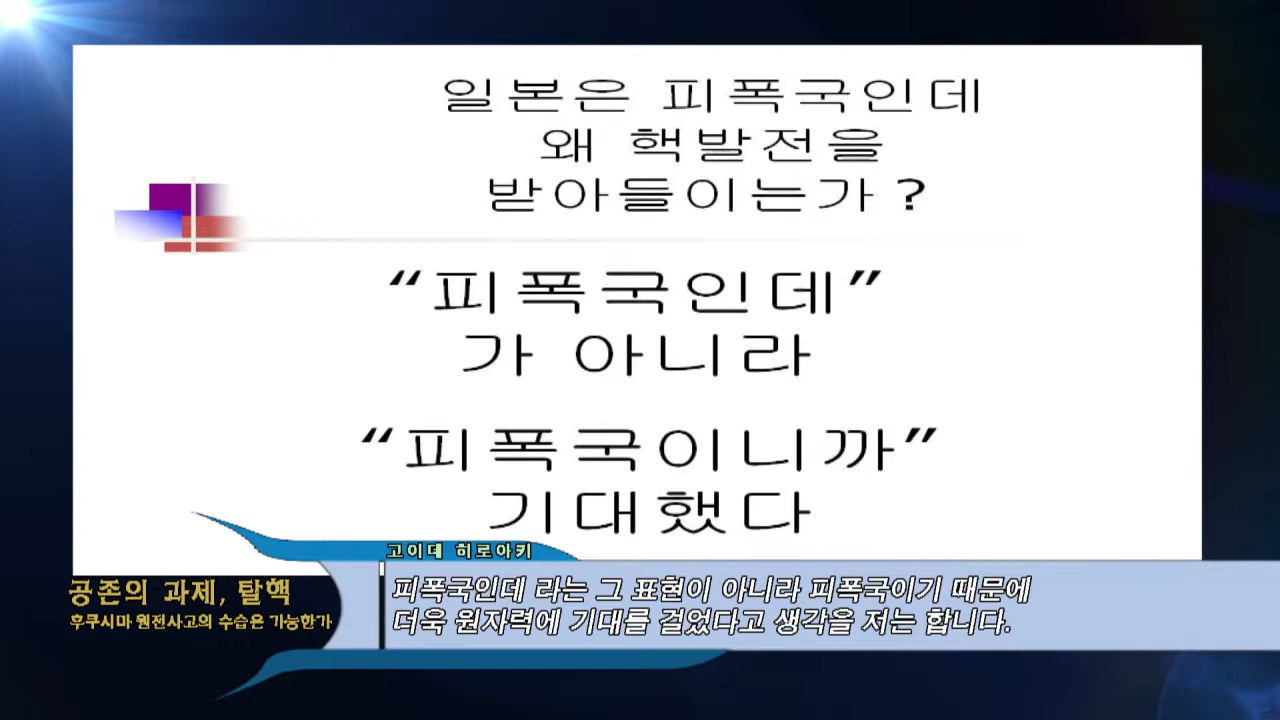 일본은 피폭국인데
왜 핵발전을
받아들이는가 ?
“피폭국인데”
가 아니라
“피폭국이니까”
기대했다
고이데 히로아키
공존의 과제, 탈핵
후쿠시마 원전사고의 수습은 가능한가
피폭국인데 라는 그 표현이 아니라 피폭국이기 때문에
더욱 원자력에 기대를 걸었다고 생각을 저는 합니다.